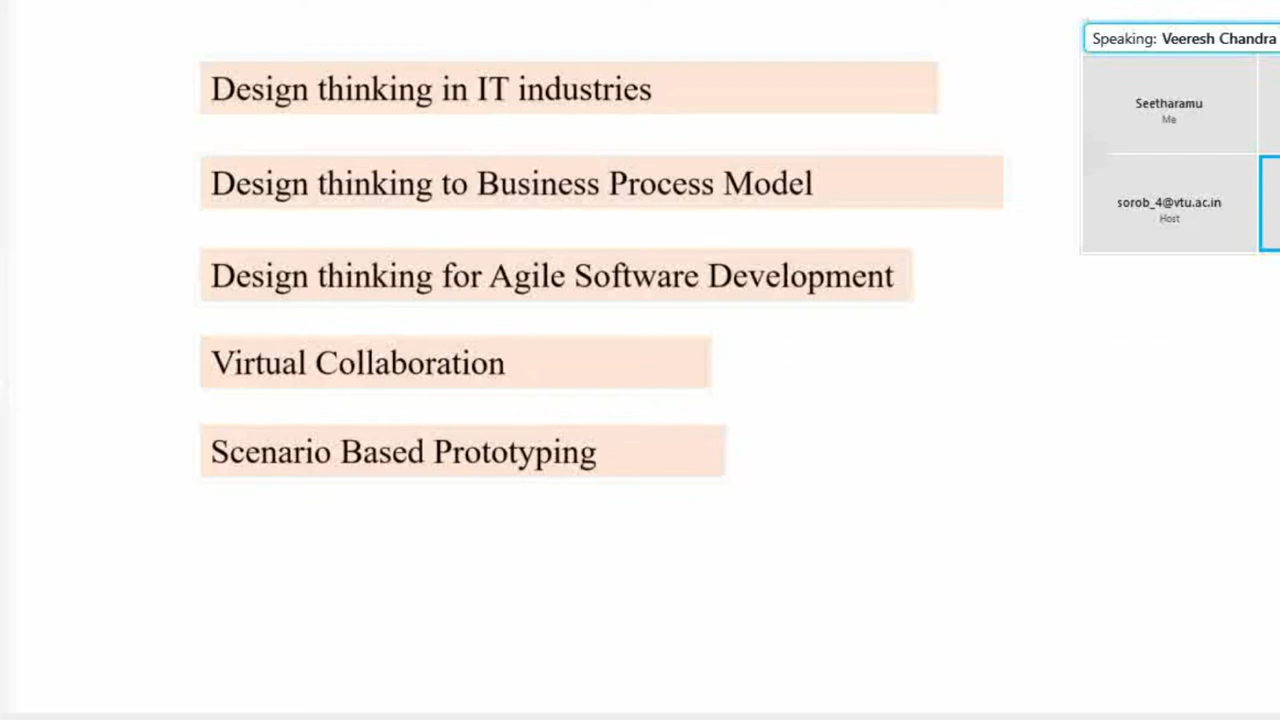 Speaking: Veeresh Chandra
Design thinking in IT industries
Seetharamu
Me
Design thinking to Business Process Model
sorob_4@vtu.ac.in
Host
Design thinking for Agile Software Development
Virtual Collaboration
Scenario Based Prototyping